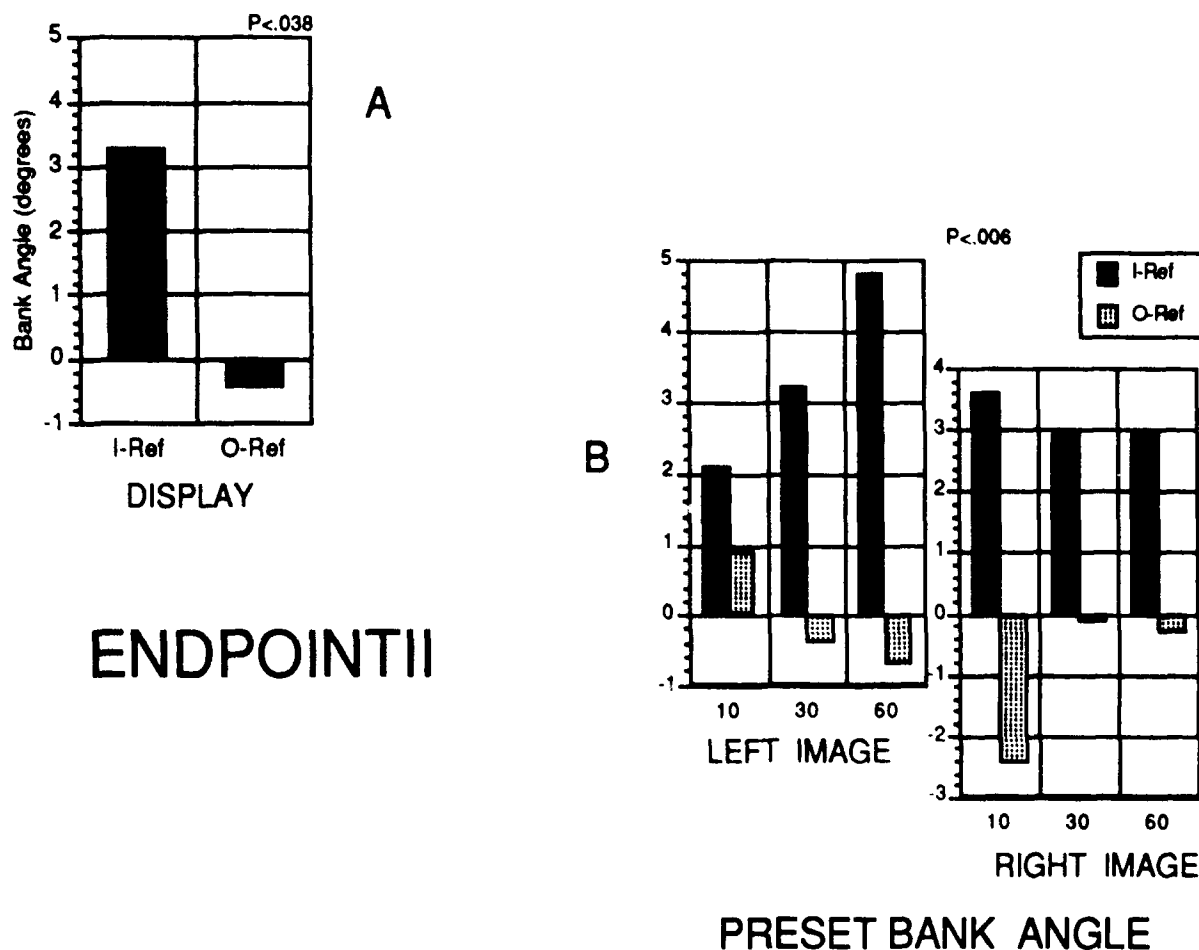 P<.038
5
4
3
2
1
0
-1
Bank Angle (degrees)
I-Ref O-Ref
DISPLAY
A
ENDPOINTII
B
P<.006
I-Ref
O-Ref
5
4
3
2
1
0
-1
10 30 60
LEFT IMAGE
4
3
2
1
0
-1
-2
-3
10 30 60
RIGHT IMAGE
PRESET BANK ANGLE